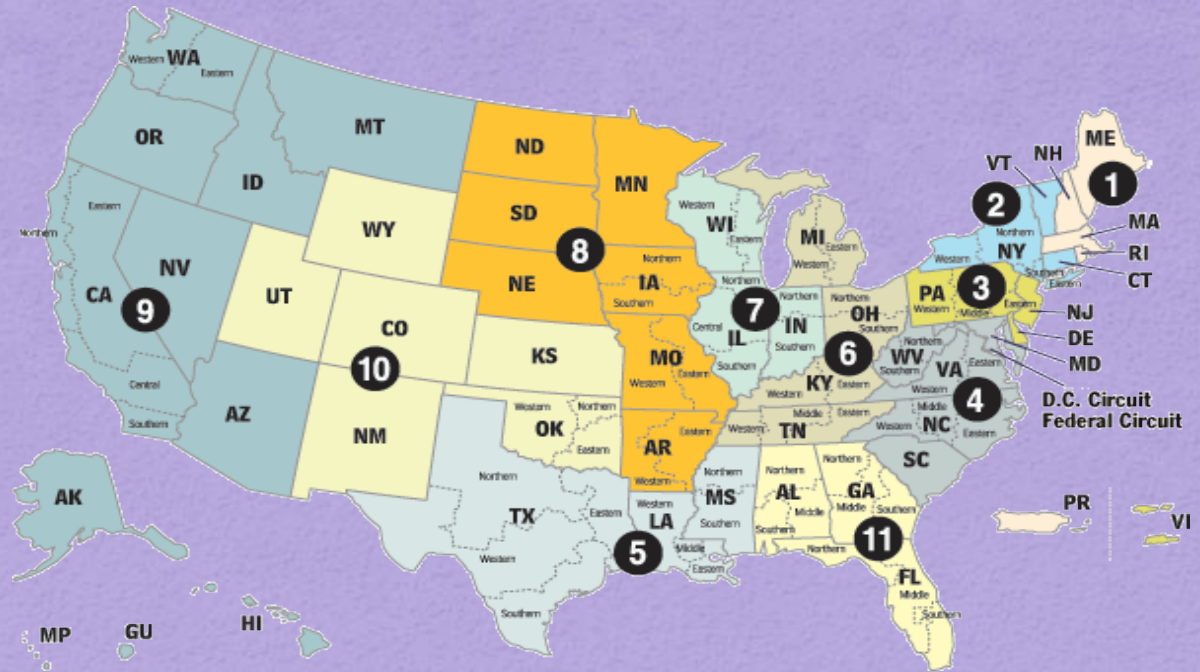 WA
Western
Eastern
OR
MT
ID
WY
NV
UT
CO
CA
Eastern
Northern
Central
Southern
9
AZ
NM
10
KS
OK
Western
Northern
Eastern
ND
SD
NE
MN
8
IA
Northern
Southern
MO
Western
Eastern
AR
Eastern
Western
WI
Western
Eastern
MI
Eastern
Western
7
IL
Northern
Central
Southern
IN
Northern
Southern
OH
Northern
Southern
6
KY
Western
Eastern
TN
Western
Middle
Eastern
ME
1
NH
VT
2
NY
Northern
Western
Southern
Eastern
MA
RI
CT
PA
Western
Middle
Eastern
3
NJ
DE
MD
D.C. Circuit
Federal Circuit
WV
Northern
Southern
VA
Eastern
Western
4
NC
Western
Middle
Eastern
SC
TX
Northern
Eastern
Western
Southern
LA
Western
Middle
Eastern
5
MS
Northern
Southern
AL
Northern
Middle
Southern
GA
Northern
Middle
Southern
11
FL
Northern
Middle
Southern
PR
VI
AK
HI
GU
MP